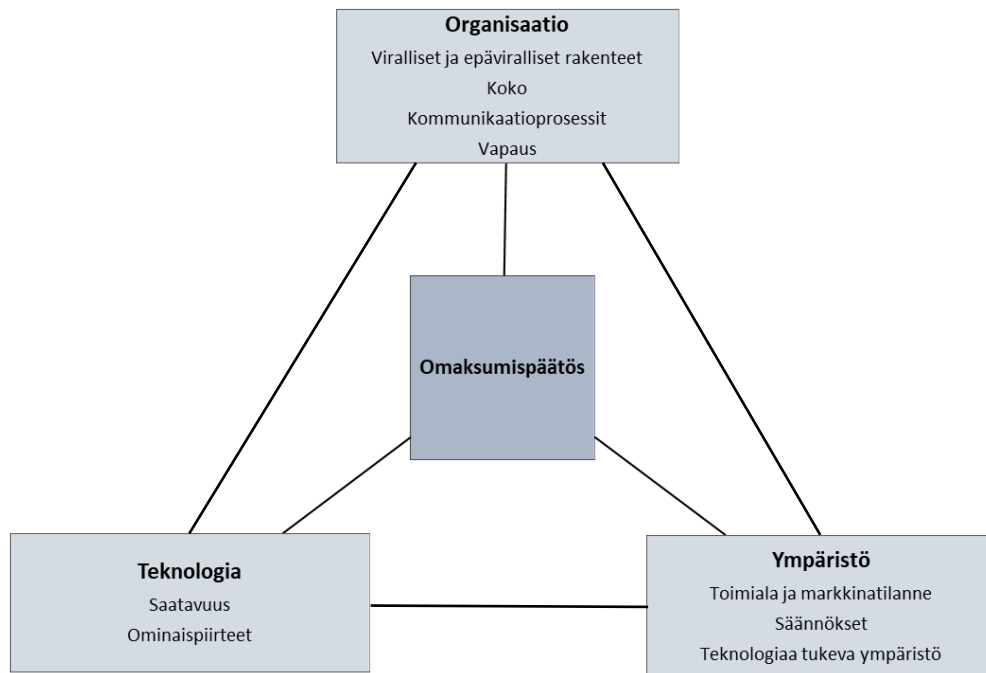 Organisaatio
Viralliset ja epäviralliset rakenteet
Koko
Kommunikaatioprosessit
Vapaus
Omaksumispäätös
Teknologia
Saatavuus
Ominaispiirteet
Ympäristö
Toimiala ja markkinatilanne
Säännökset
Teknologiaa tukeva ympäristö